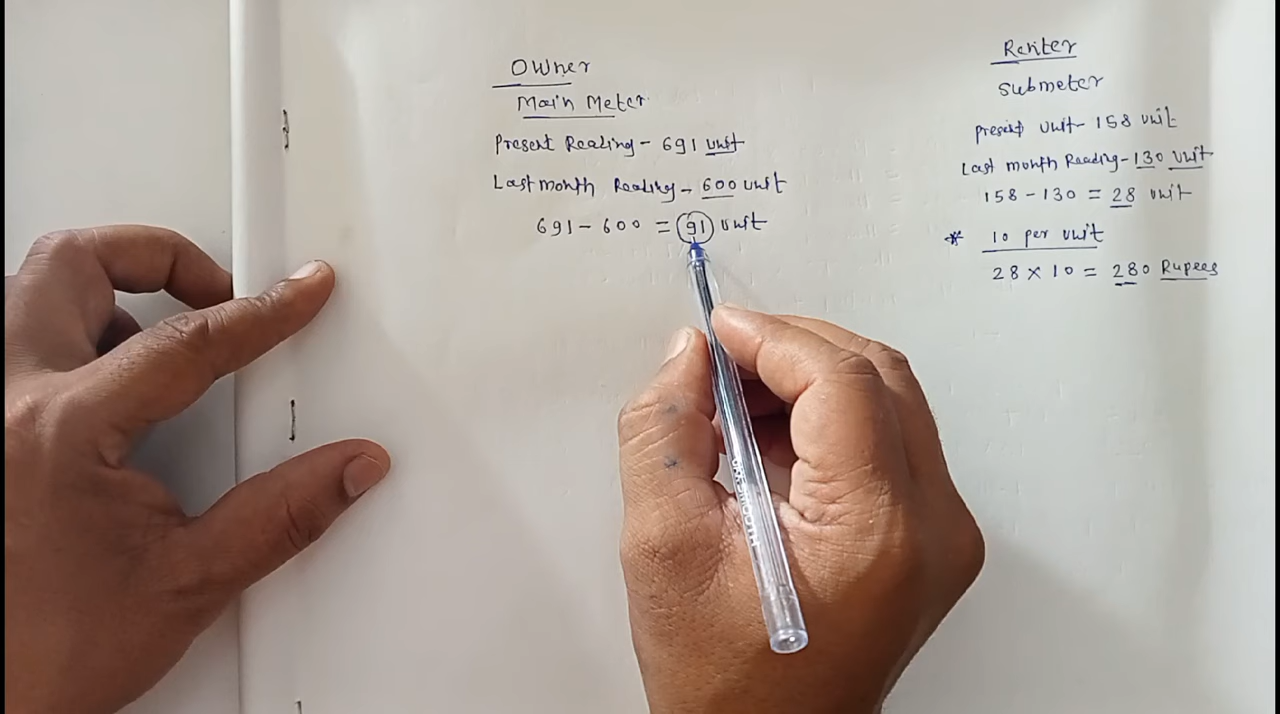 Owner
Main Meter
Present Reading - 691 unit
Last month Reading - 600 unit
691 - 600 = 91 unit
Renter
Submeter
present unit - 158 unit
Last month Reading - 130 unit
158 - 130 = 28 unit
* 10 per unit
28 × 10 = 280 Rupees